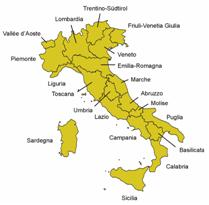 Trentino-Südtirol
Lombardia
Friuli-Venezia Giulia
Vallée d'Aoste
Veneto
Piemonte
Emilia-Romagna
Liguria
Marche
Toscana
Abruzzo
Umbria
Molise
Lazio
Puglia
Campania
Sardegna
Basilicata
Calabria
Sicilia